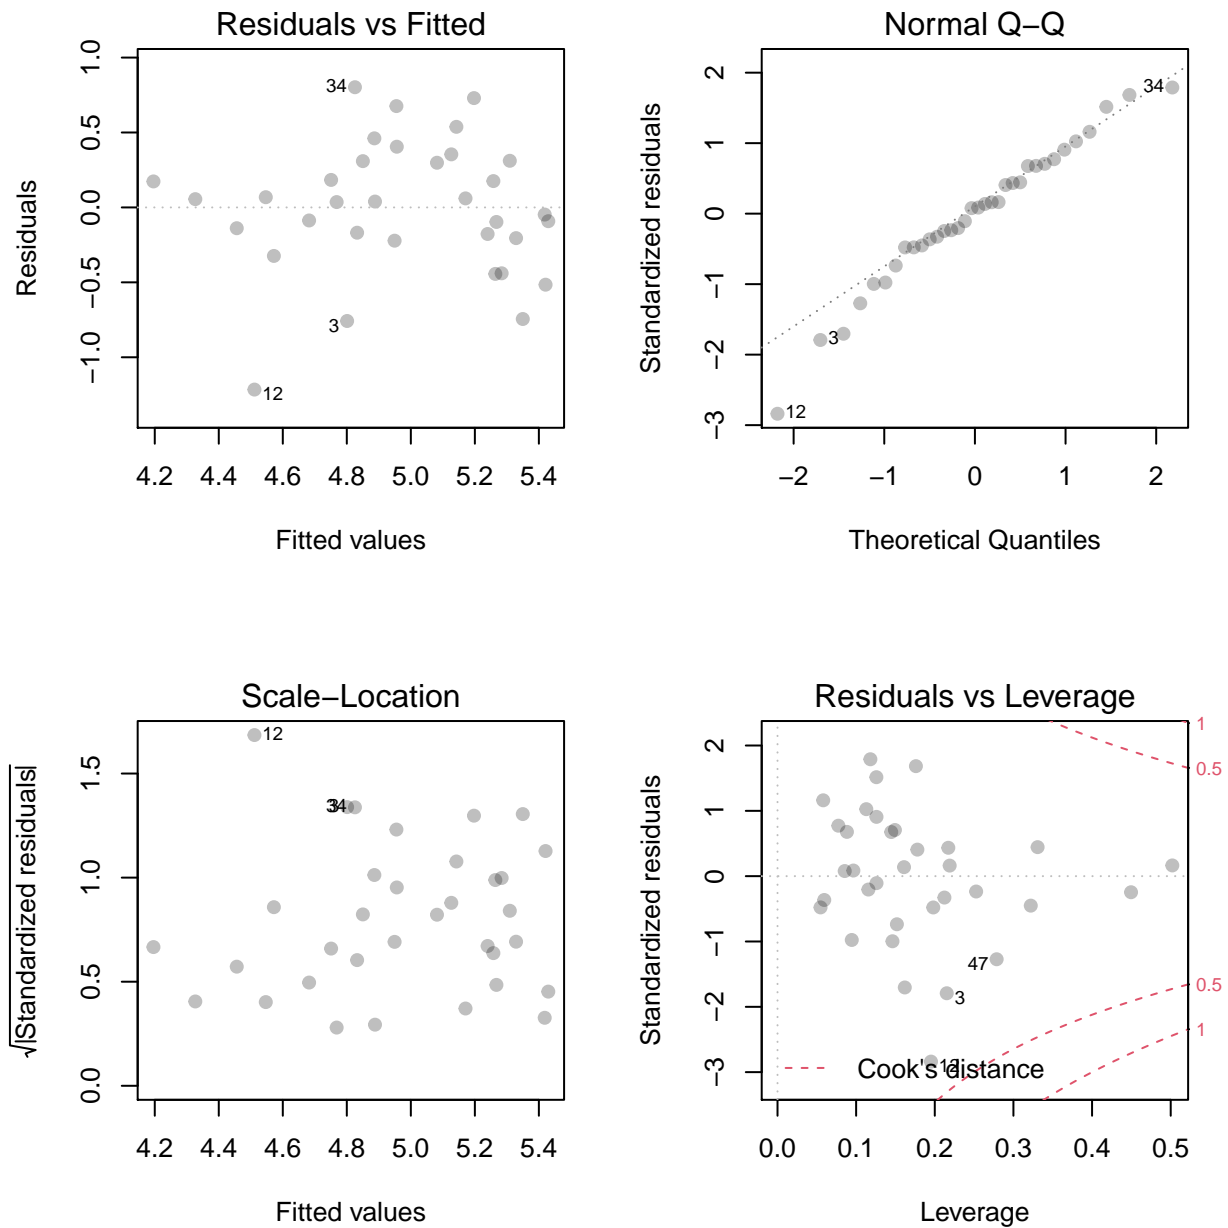 Residuals vs Fitted
Residuals
1.0
0.5
0.0
−0.5
−1.0
34
3
12
4.2 4.4 4.6 4.8 5.0 5.2 5.4
Fitted values
Normal Q−Q
Standardized residuals
2
1
0
−1
−2
−3
34
3
12
−2 −1 0 1 2
Theoretical Quantiles
Scale−Location
√|Standardized residuals|
1.5
1.0
0.5
0.0
12
34
3
4.2 4.4 4.6 4.8 5.0 5.2 5.4
Fitted values
Residuals vs Leverage
Standardized residuals
2
1
0
−1
−2
−3
1
0.5
0.5
1
47
3
12
Cook's distance
0.0 0.1 0.2 0.3 0.4 0.5
Leverage